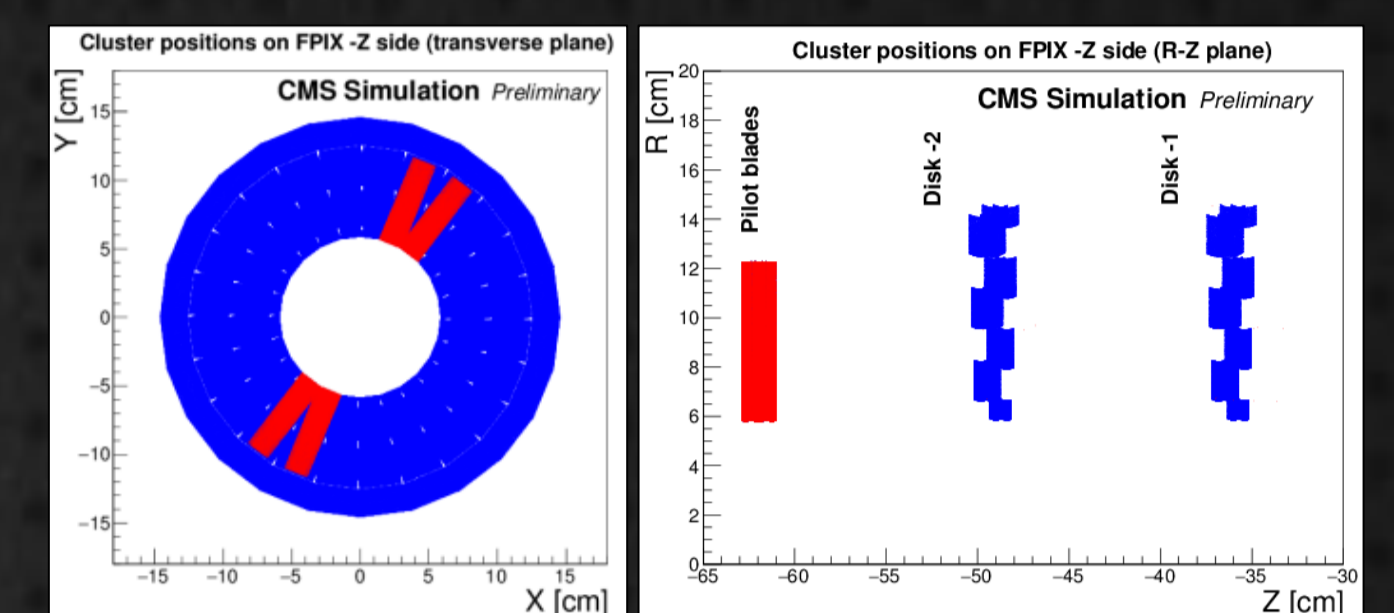 Cluster positions on FPIX -Z side (transverse plane)
Y [cm]
CMS Simulation Preliminary
15
10
5
0
−5
−10
−15
−15 −10 −5 0 5 10 15
X [cm]
Cluster positions on FPIX -Z side (R-Z plane)
R [cm]
CMS Simulation Preliminary
Pilot blades
Disk -2
Disk -1
20
18
16
14
12
10
8
6
4
2
0
−65 −60 −55 −50 −45 −40 −35 −30
Z [cm]